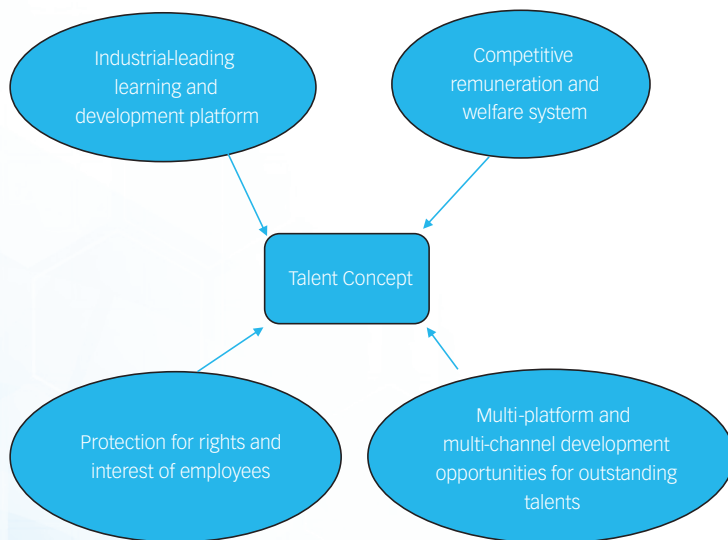 Industrial-leading
learning and
development platform
Competitive
remuneration and
welfare system
Talent Concept
Protection for rights and
interest of employees
Multi-platform and
multi-channel development
opportunities for outstanding
talents